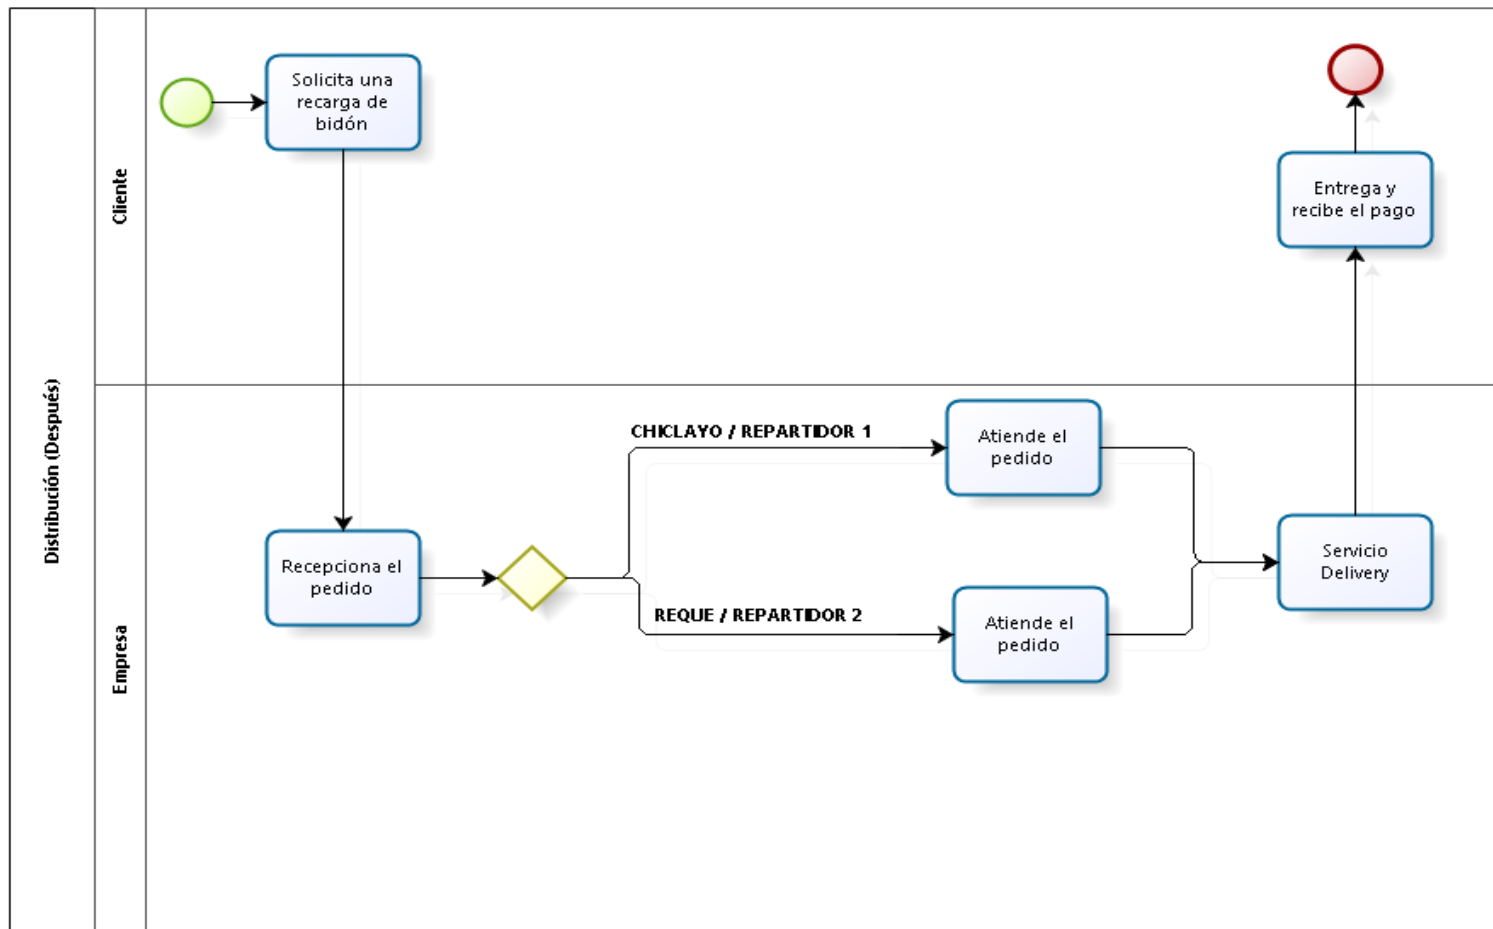 Distribución (Después)
Cliente
Solicita una
recarga de
bidón
Entrega y
recibe el pago
Empresa
CHICLAYO / REPARTIDOR 1
Atiende el
pedido
Recepciona el
pedido
REQUE / REPARTIDOR 2
Atiende el
pedido
Servicio
Delivery